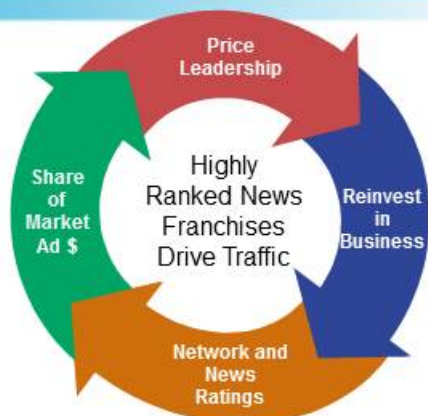 Price
Leadership
Highly
Ranked News
Franchises
Drive Traffic
Share
of
Market
Ad $
Reinvest
in
Business
Network and
News
Ratings